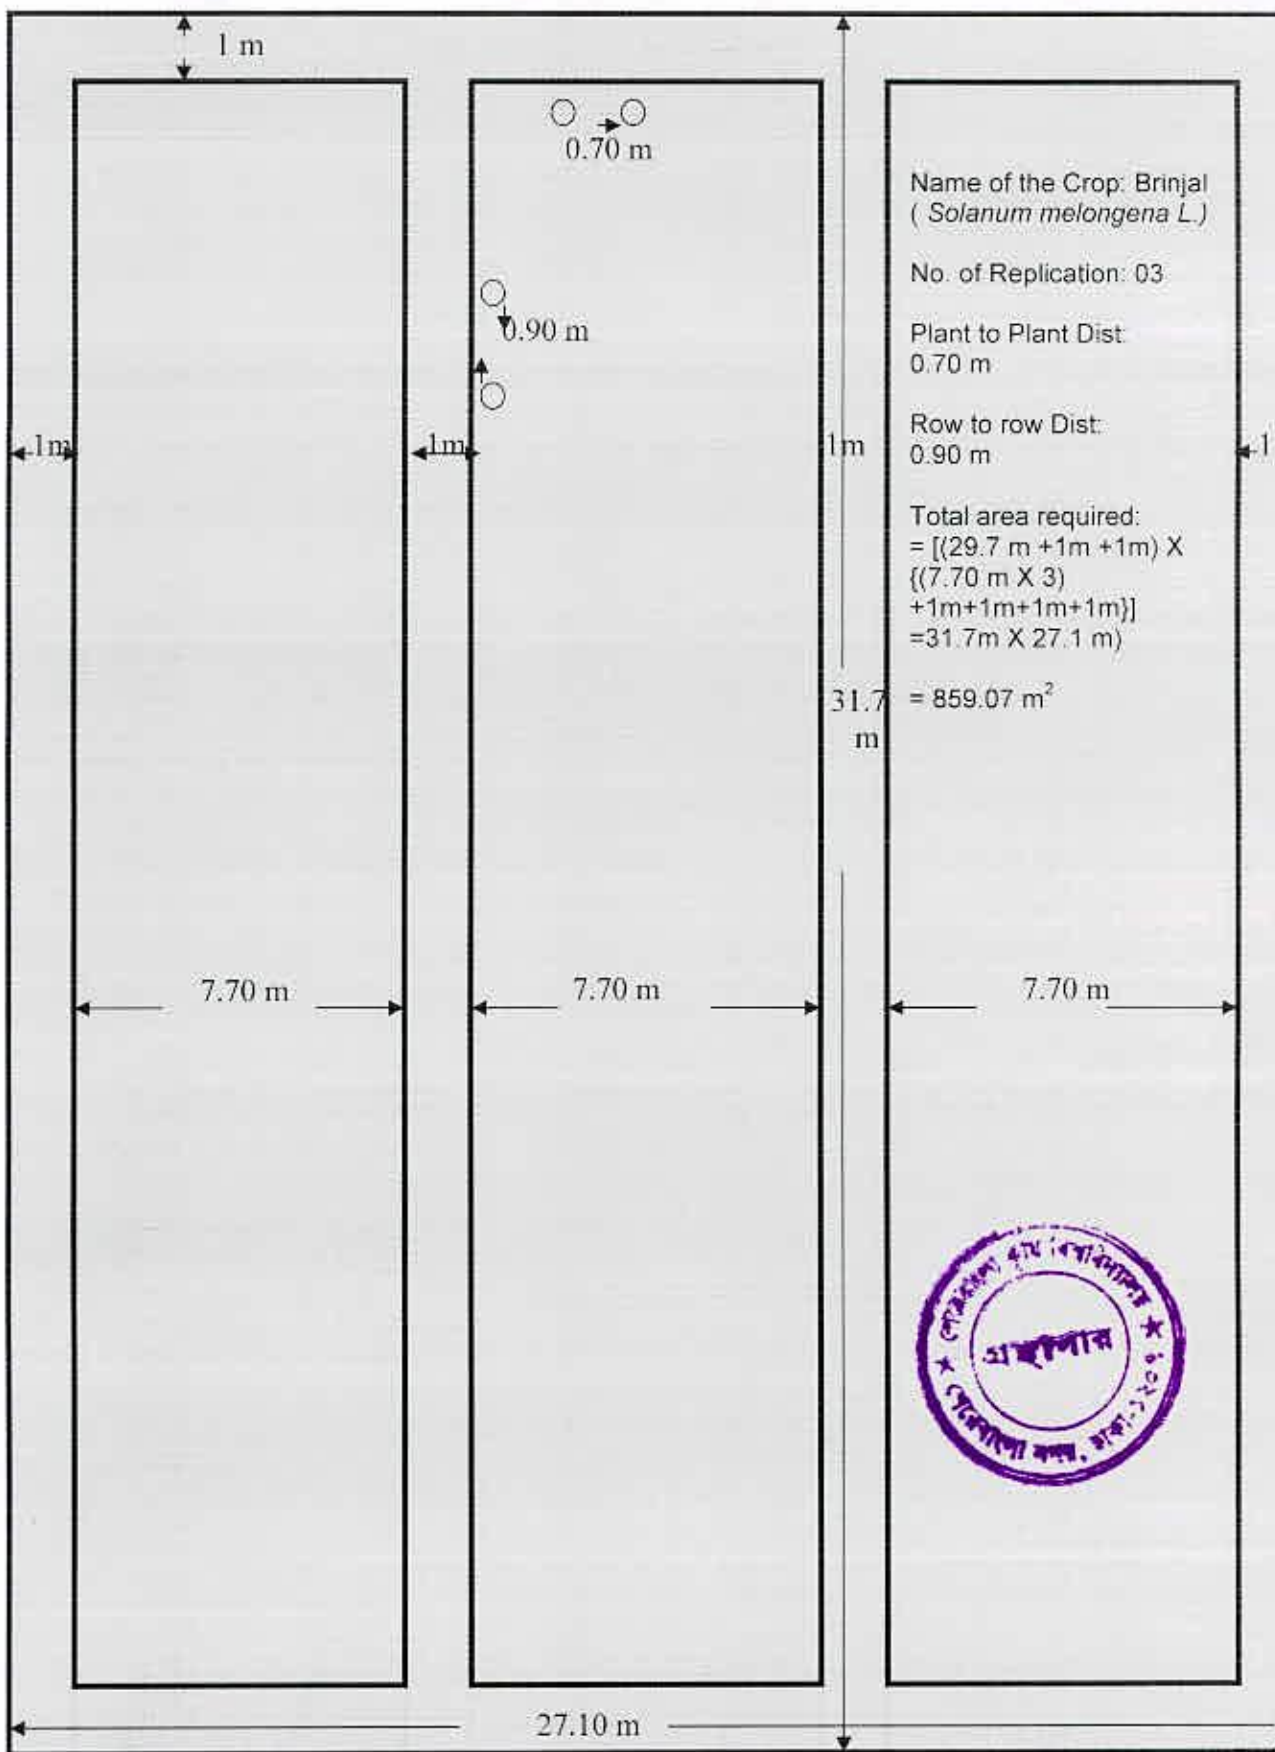 1 m
0.70 m
0.90 m
1m
1m
1m
1
Name of the Crop: Brinjal
( Solanum melongena L.)
No. of Replication: 03
Plant to Plant Dist:
0.70 m
Row to row Dist:
0.90 m
Total area required:
= [(29.7 m +1m +1m) X
{(7.70 m X 3)
+1m+1m+1m+1m}]
=31.7m X 27.1 m)
= 859.07 m²
31.7
m
7.70 m
7.70 m
7.70 m
গ্রন্থাগার
27.10 m